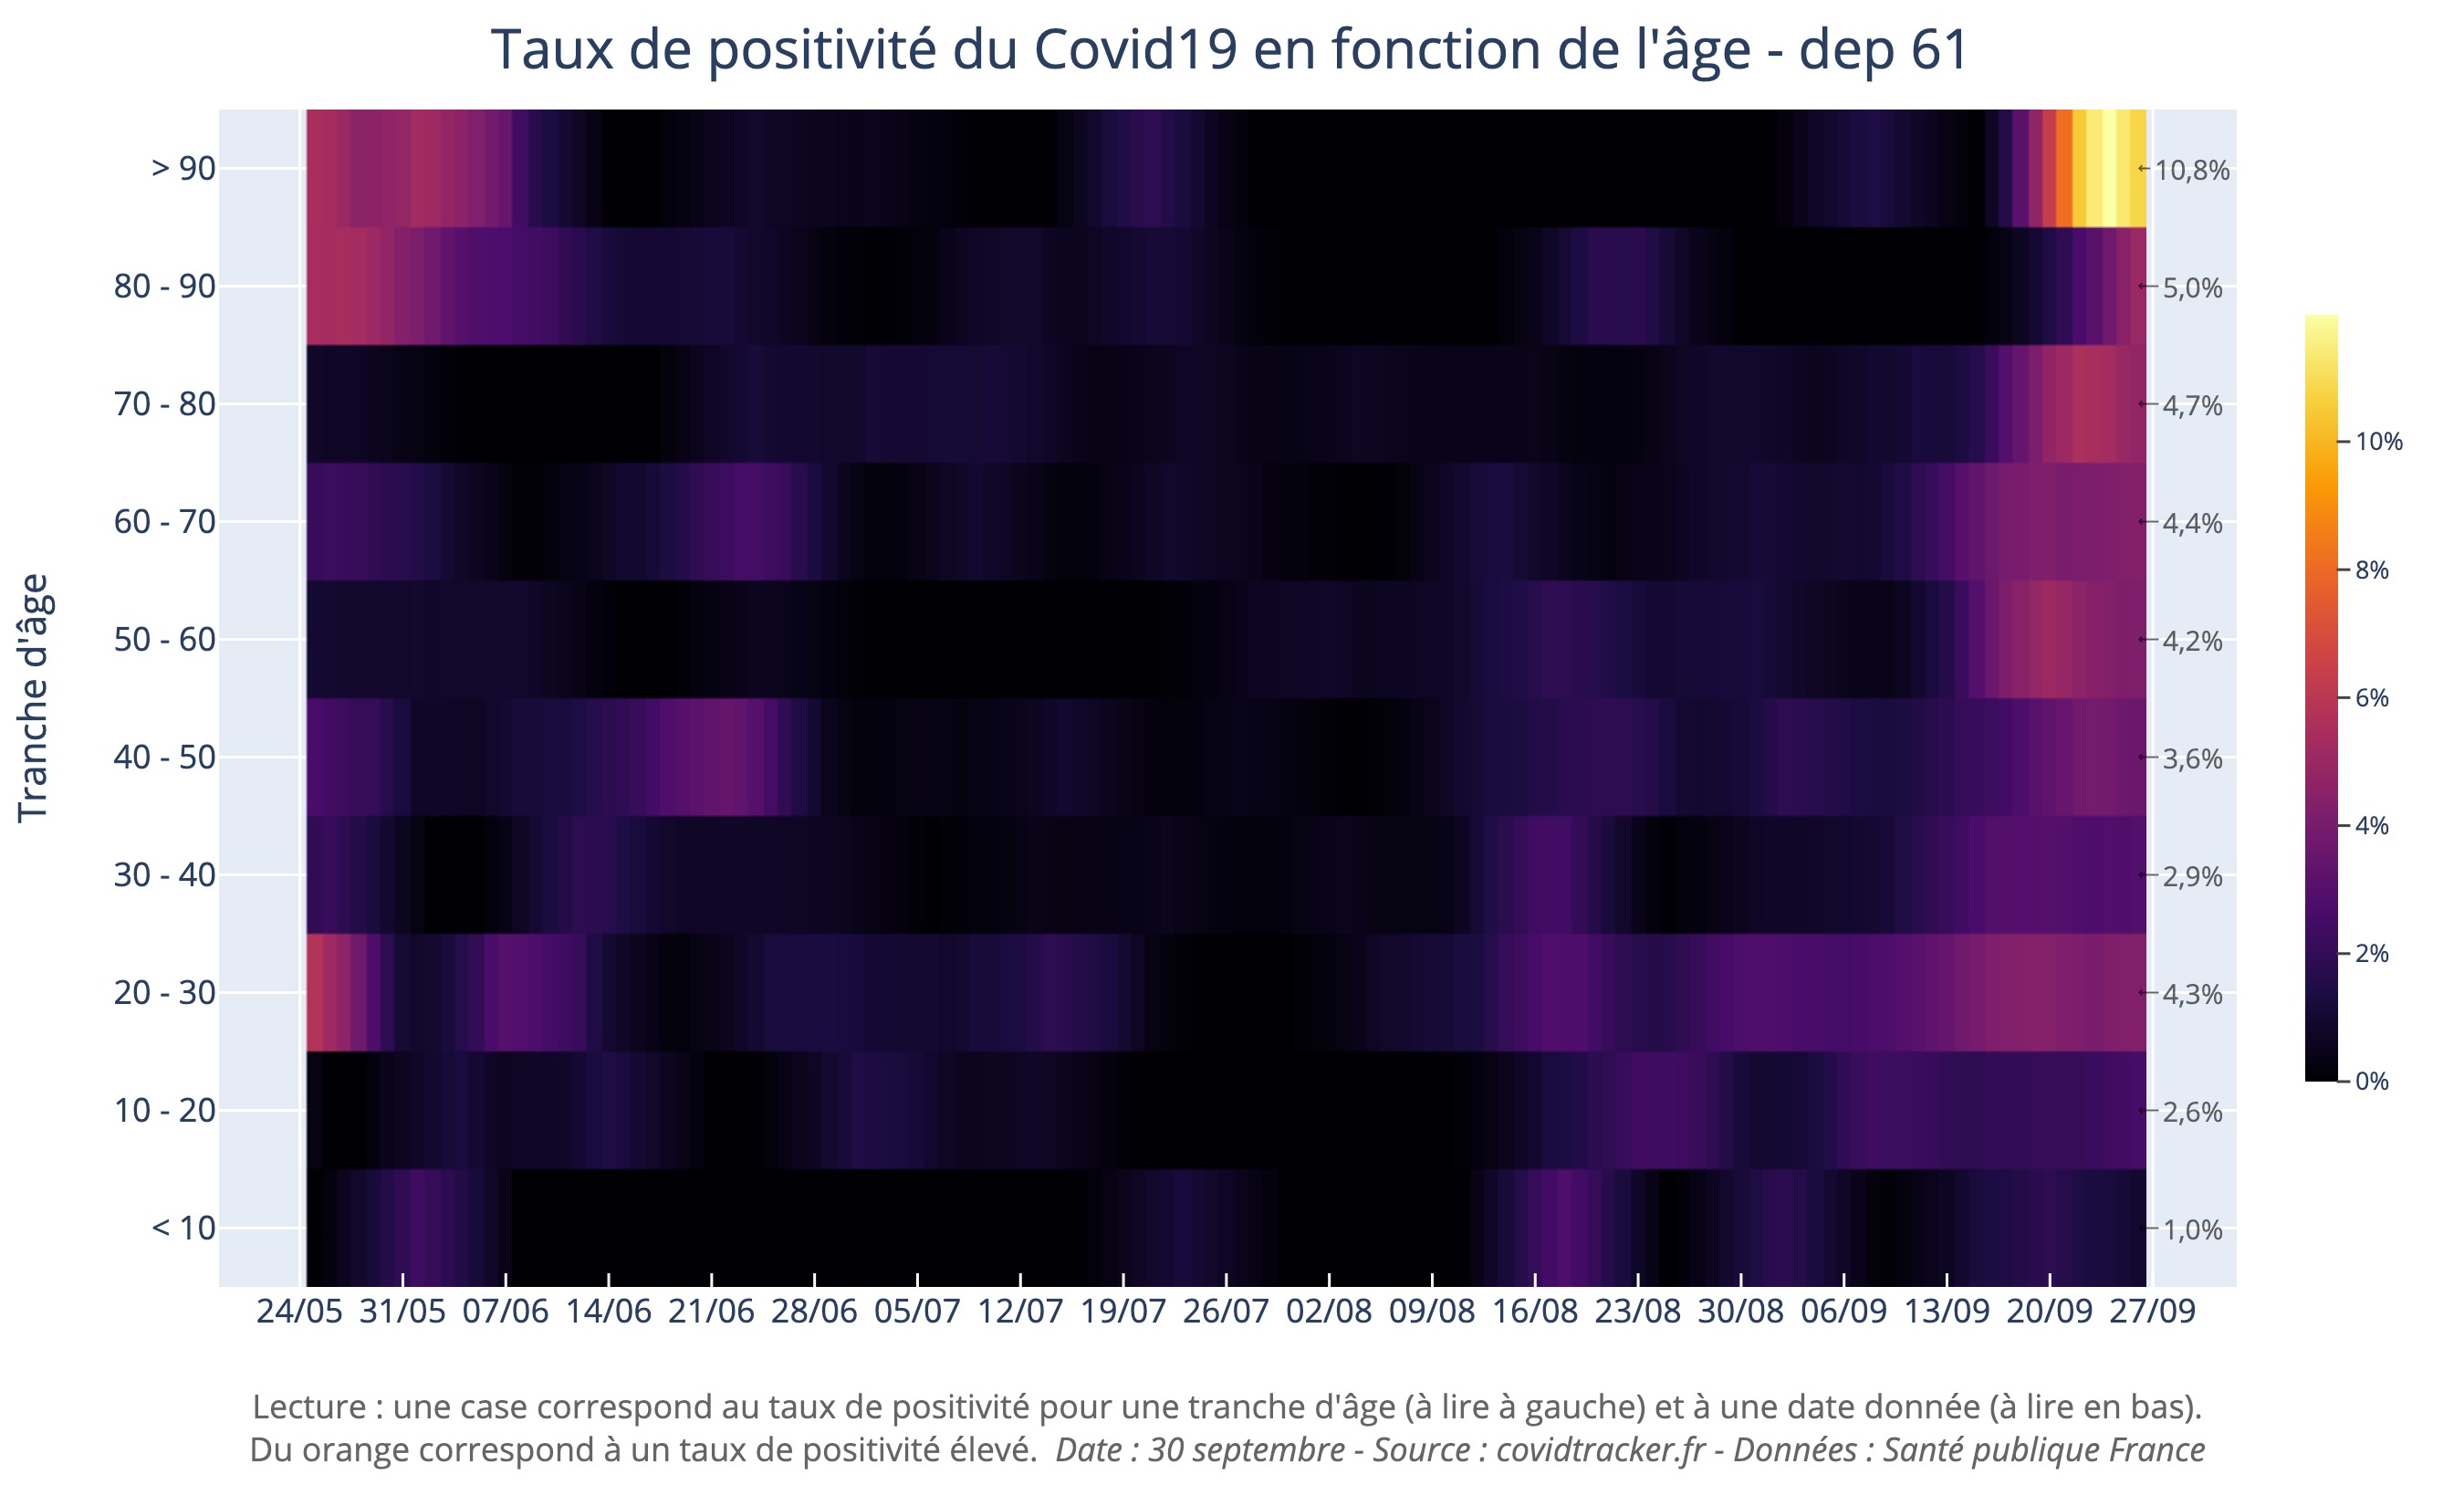 Taux de positivité du Covid19 en fonction de l'âge - dep 61
Tranche d'âge
> 90
10,8%
80 - 90
5,0%
70 - 80
4,7%
60 - 70
4,4%
50 - 60
4,2%
40 - 50
3,6%
30 - 40
2,9%
20 - 30
4,3%
10 - 20
2,6%
< 10
1,0%
10%
8%
6%
4%
2%
0%
24/05 31/05 07/06 14/06 21/06 28/06 05/07 12/07 19/07 26/07 02/08 09/08 16/08 23/08 30/08 06/09 13/09 20/09 27/09
Lecture : une case correspond au taux de positivité pour une tranche d'âge (à lire à gauche) et à une date donnée (à lire en bas).
Du orange correspond à un taux de positivité élevé. Date : 30 septembre - Source : covidtracker.fr - Données : Santé publique France